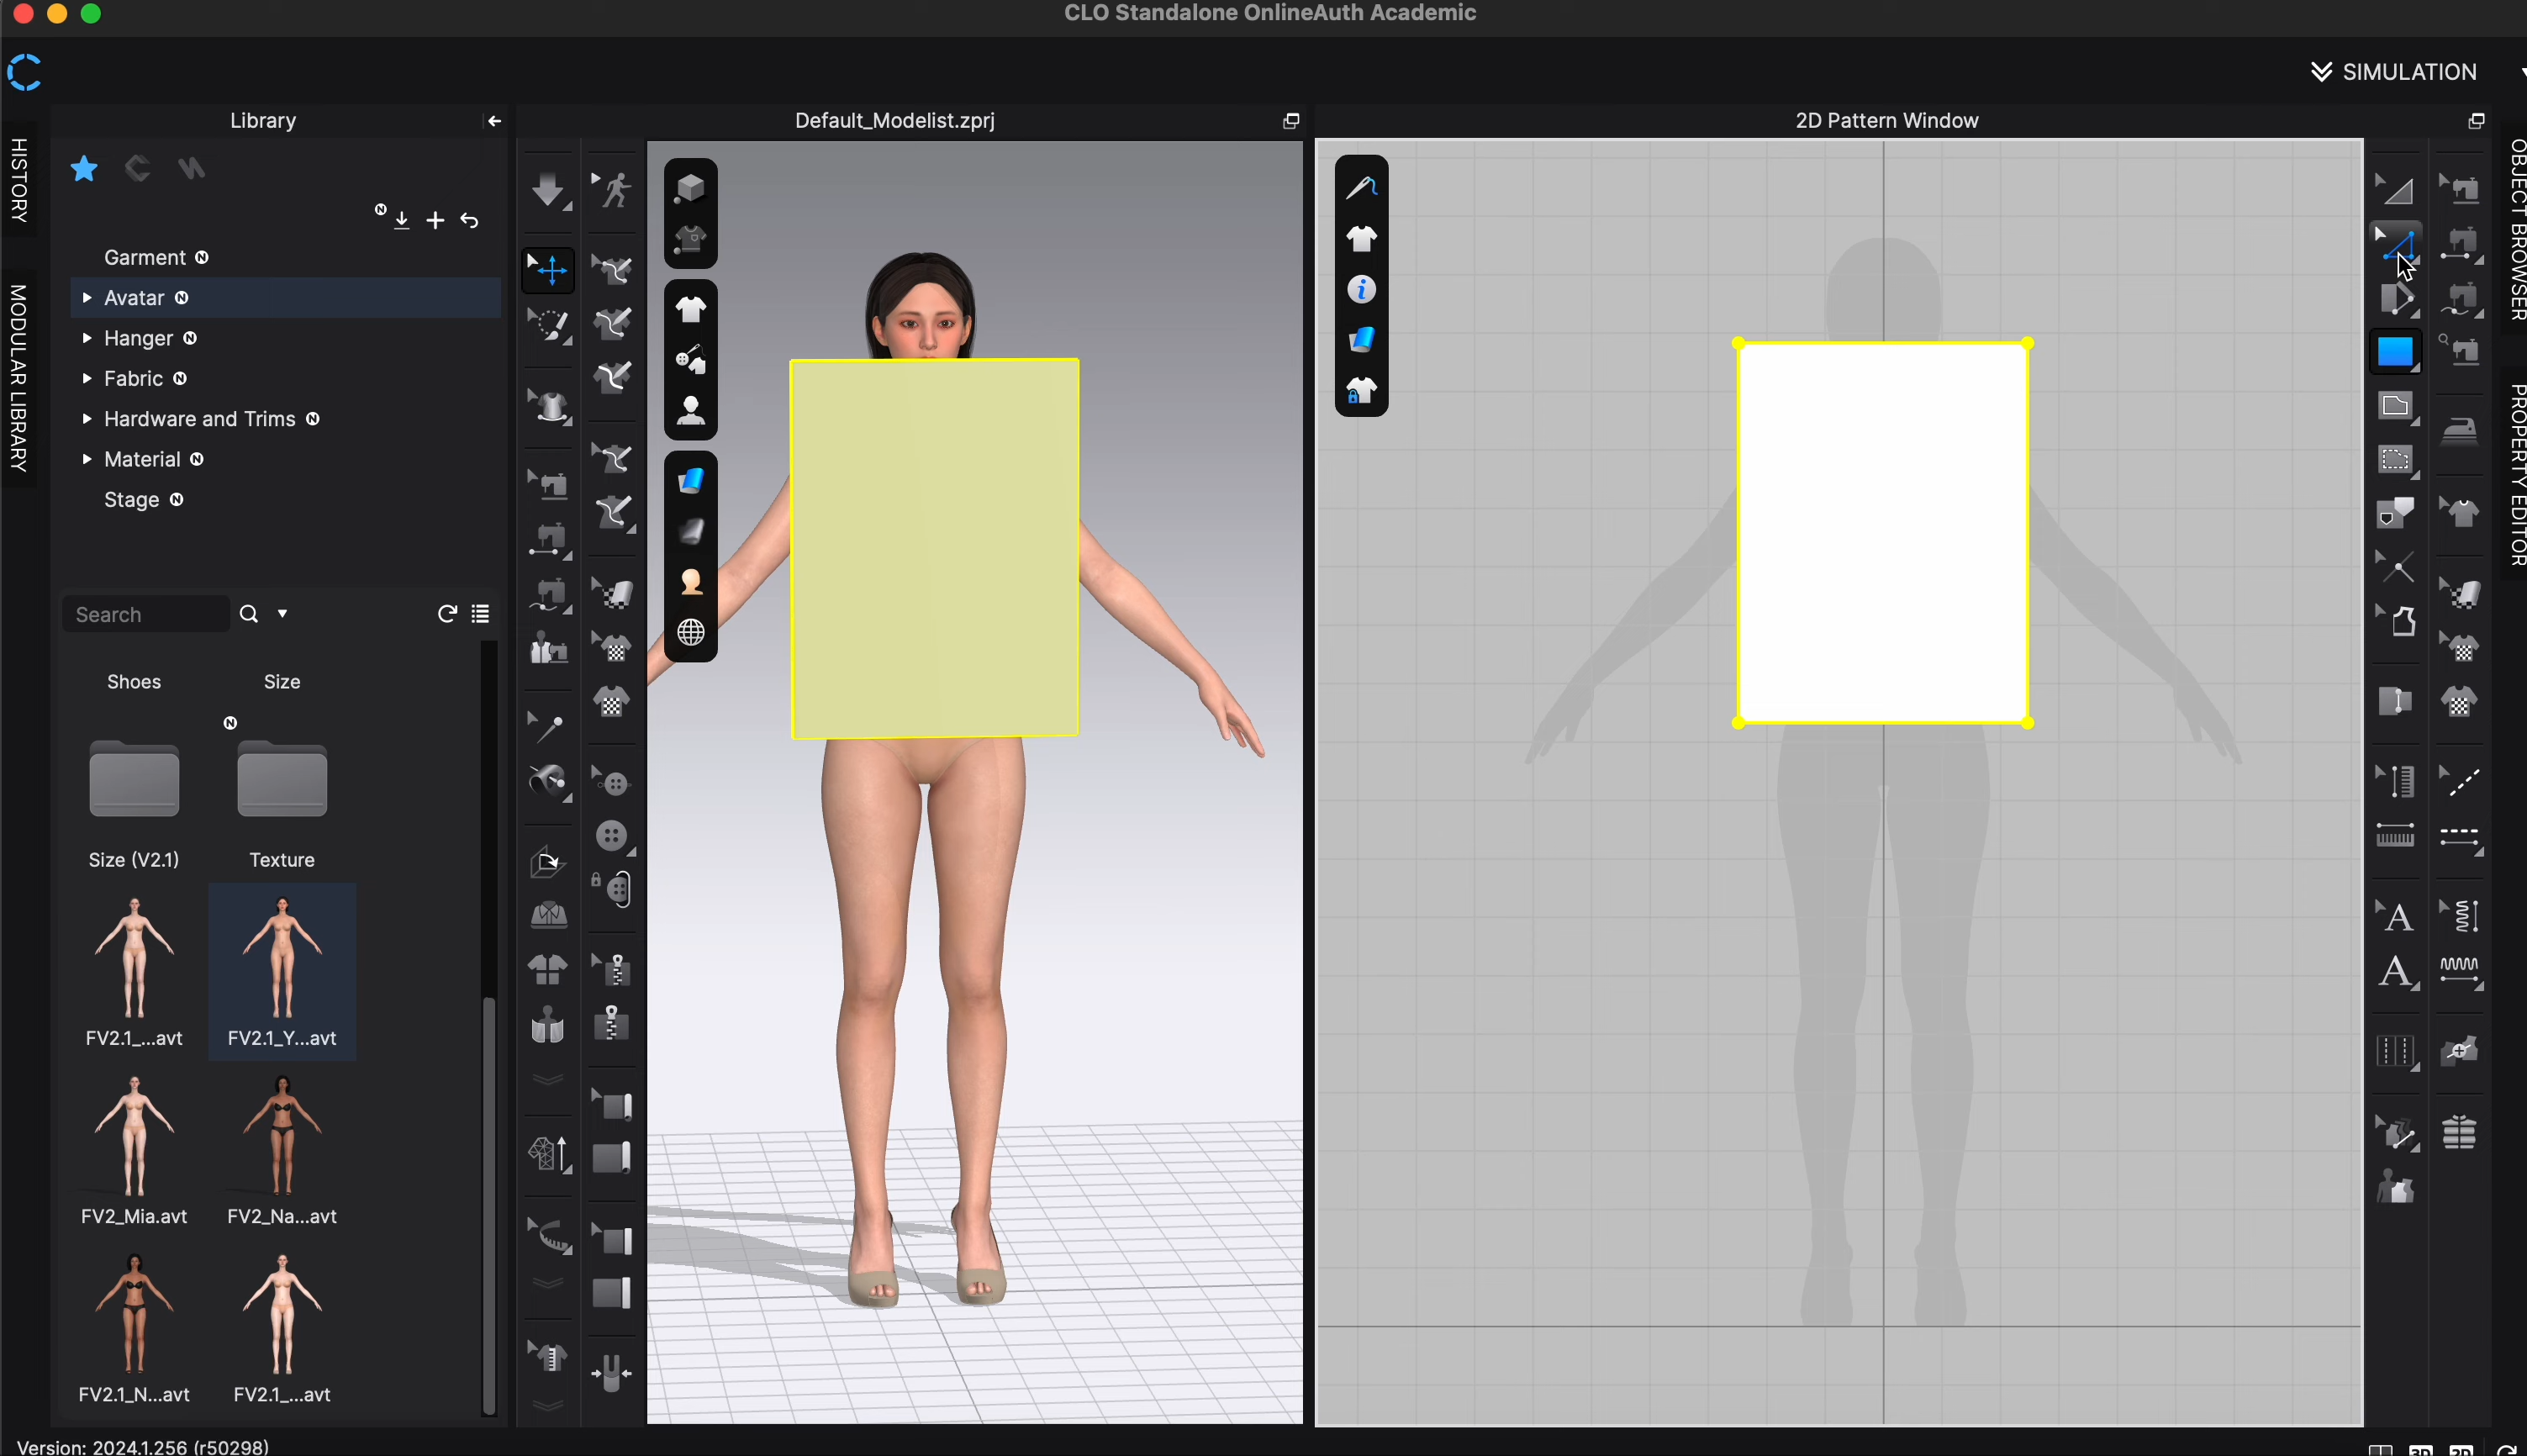 CLO Standalone OnlineAuth Academic
SIMULATION
Library
Default_Modelist.zprj
2D Pattern Window
HISTORY
MODULAR LIBRARY
Garment N
Avatar N
Hanger N
Fabric N
Hardware and Trims N
Material N
Stage N
Search
Shoes
Size
N
Size (V2.1)
Texture
FV2.1_...avt
FV2.1_Y...avt
FV2_Mia.avt
FV2_Na...avt
FV2.1_N...avt
FV2.1_...avt
A
A
OBJECT BROWSER
PROPERTY EDITOR
Version: 2024.1.256 (r50298)
3D
2D